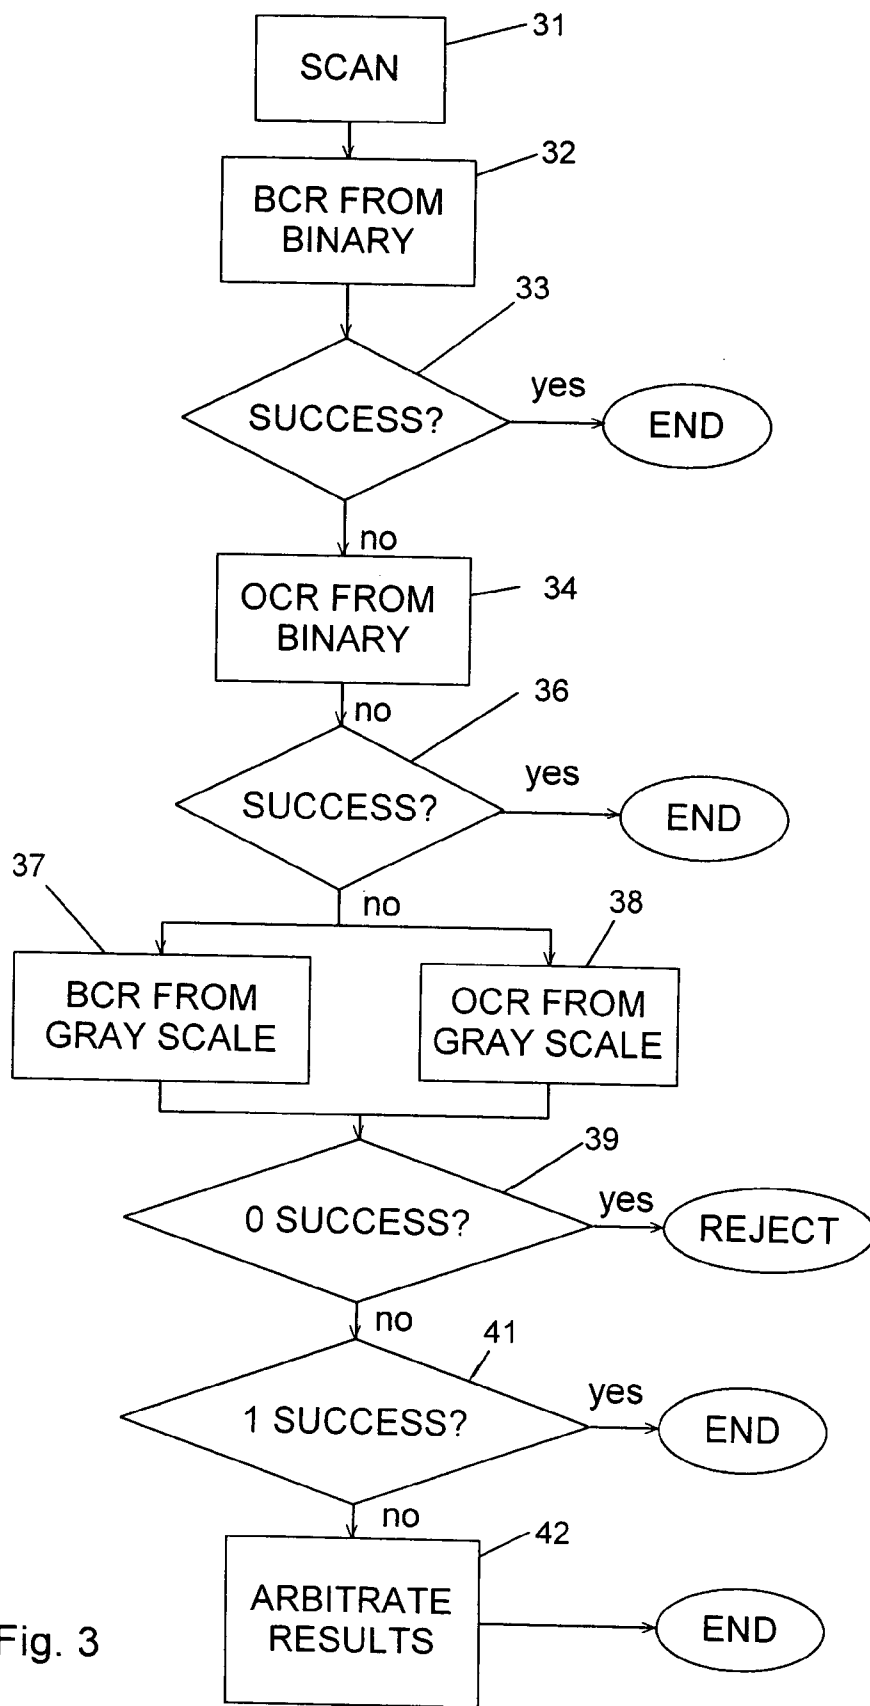 31
SCAN
32
BCR FROM
BINARY
33
SUCCESS?
yes
END
no
OCR FROM
BINARY
34
no
36
SUCCESS?
yes
END
no
37
38
BCR FROM
GRAY SCALE
OCR FROM
GRAY SCALE
39
0 SUCCESS?
yes
REJECT
no
41
1 SUCCESS?
yes
END
no
42
ARBITRATE
RESULTS
END
Fig. 3